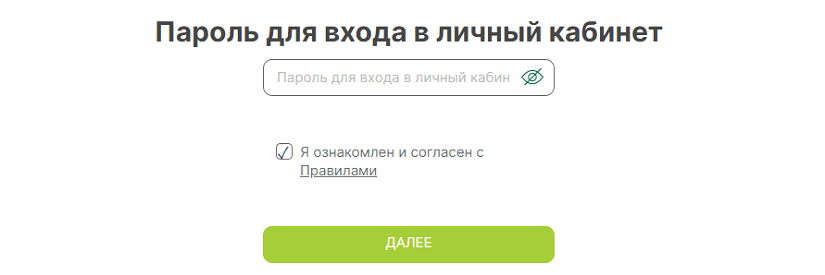 Пароль для входа в личный кабинет
Пароль для входа в личный кабин
Я ознакомлен и согласен с
Правилами
ДАЛЕЕ